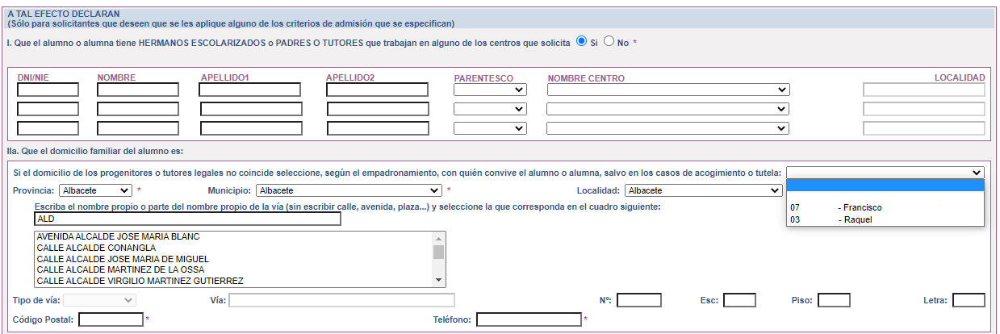 A TAL EFECTO DECLARAN
(Sólo para solicitantes que deseen que se les aplique alguno de los criterios de admisión que se especifican)
I. Que el alumno o alumna tiene HERMANOS ESCOLARIZADOS o PADRES O TUTORES que trabajan en alguno de los centros que solicita Si No *
DNI/NIE NOMBRE APELLIDO1 APELLIDO2 PARENTESCO NOMBRE CENTRO LOCALIDAD
IIa. Que el domicilio familiar del alumno es:
Si el domicilio de los progenitores o tutores legales no coincide seleccione, según el empadronamiento, con quién convive el alumno o alumna, salvo en los casos de acogimiento o tutela:
Provincia: Albacete * Municipio: Albacete * Localidad: Albacete
07 - Francisco
03 - Raquel
Escriba el nombre propio o parte del nombre propio de la vía (sin escribir calle, avenida, plaza...) y seleccione la que corresponda en el cuadro siguiente:
ALD
AVENIDA ALCALDE JOSE MARIA BLANC
CALLE ALCALDE CONANGLA
CALLE ALCALDE JOSE MARIA DE MIGUEL
CALLE ALCALDE MARTINEZ DE LA OSSA
CALLE ALCALDE VIRGILIO MARTINEZ GUTIERREZ
Tipo de vía: Vía: Nº: Esc: Piso: Letra:
Código Postal: * Teléfono: *